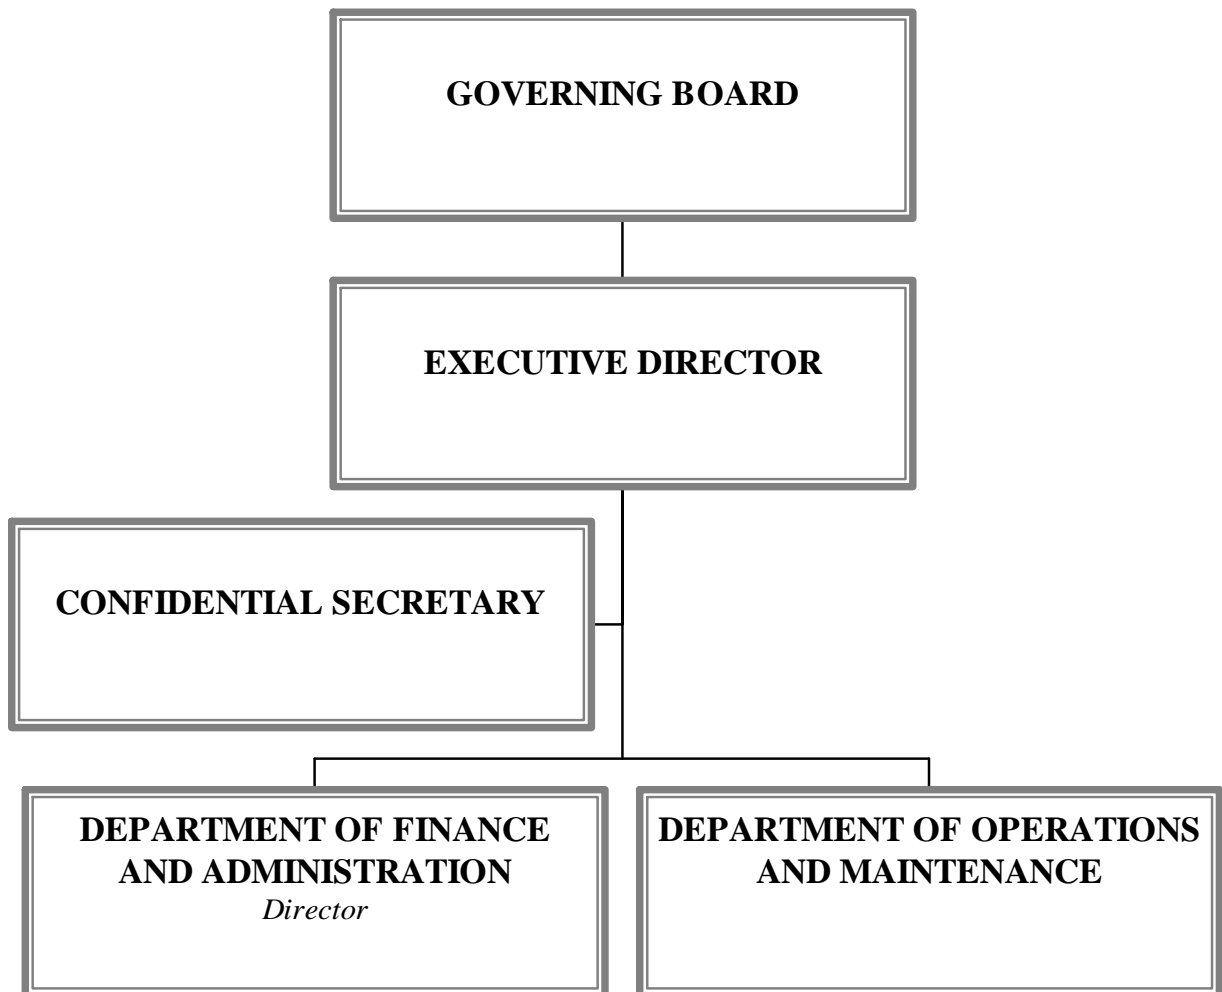 GOVERNING BOARD
EXECUTIVE DIRECTOR
CONFIDENTIAL SECRETARY
DEPARTMENT OF FINANCE
AND ADMINISTRATION
Director
DEPARTMENT OF OPERATIONS
AND MAINTENANCE